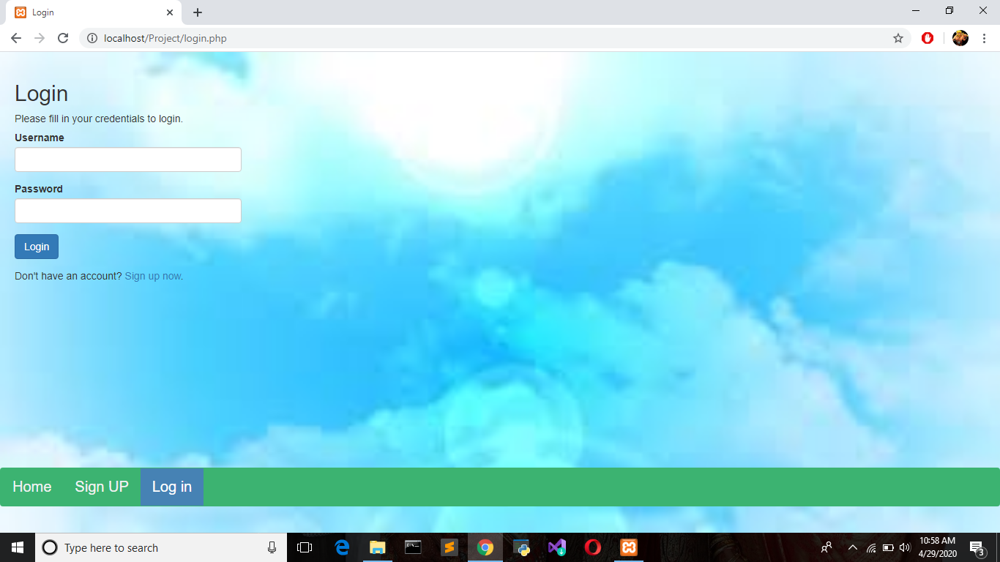 Login
localhost/Project/login.php
Login
Please fill in your credentials to login.
Username
Password
Login
Don't have an account? Sign up now.
Home Sign UP Log in
Type here to search
10:58 AM
4/29/2020
3